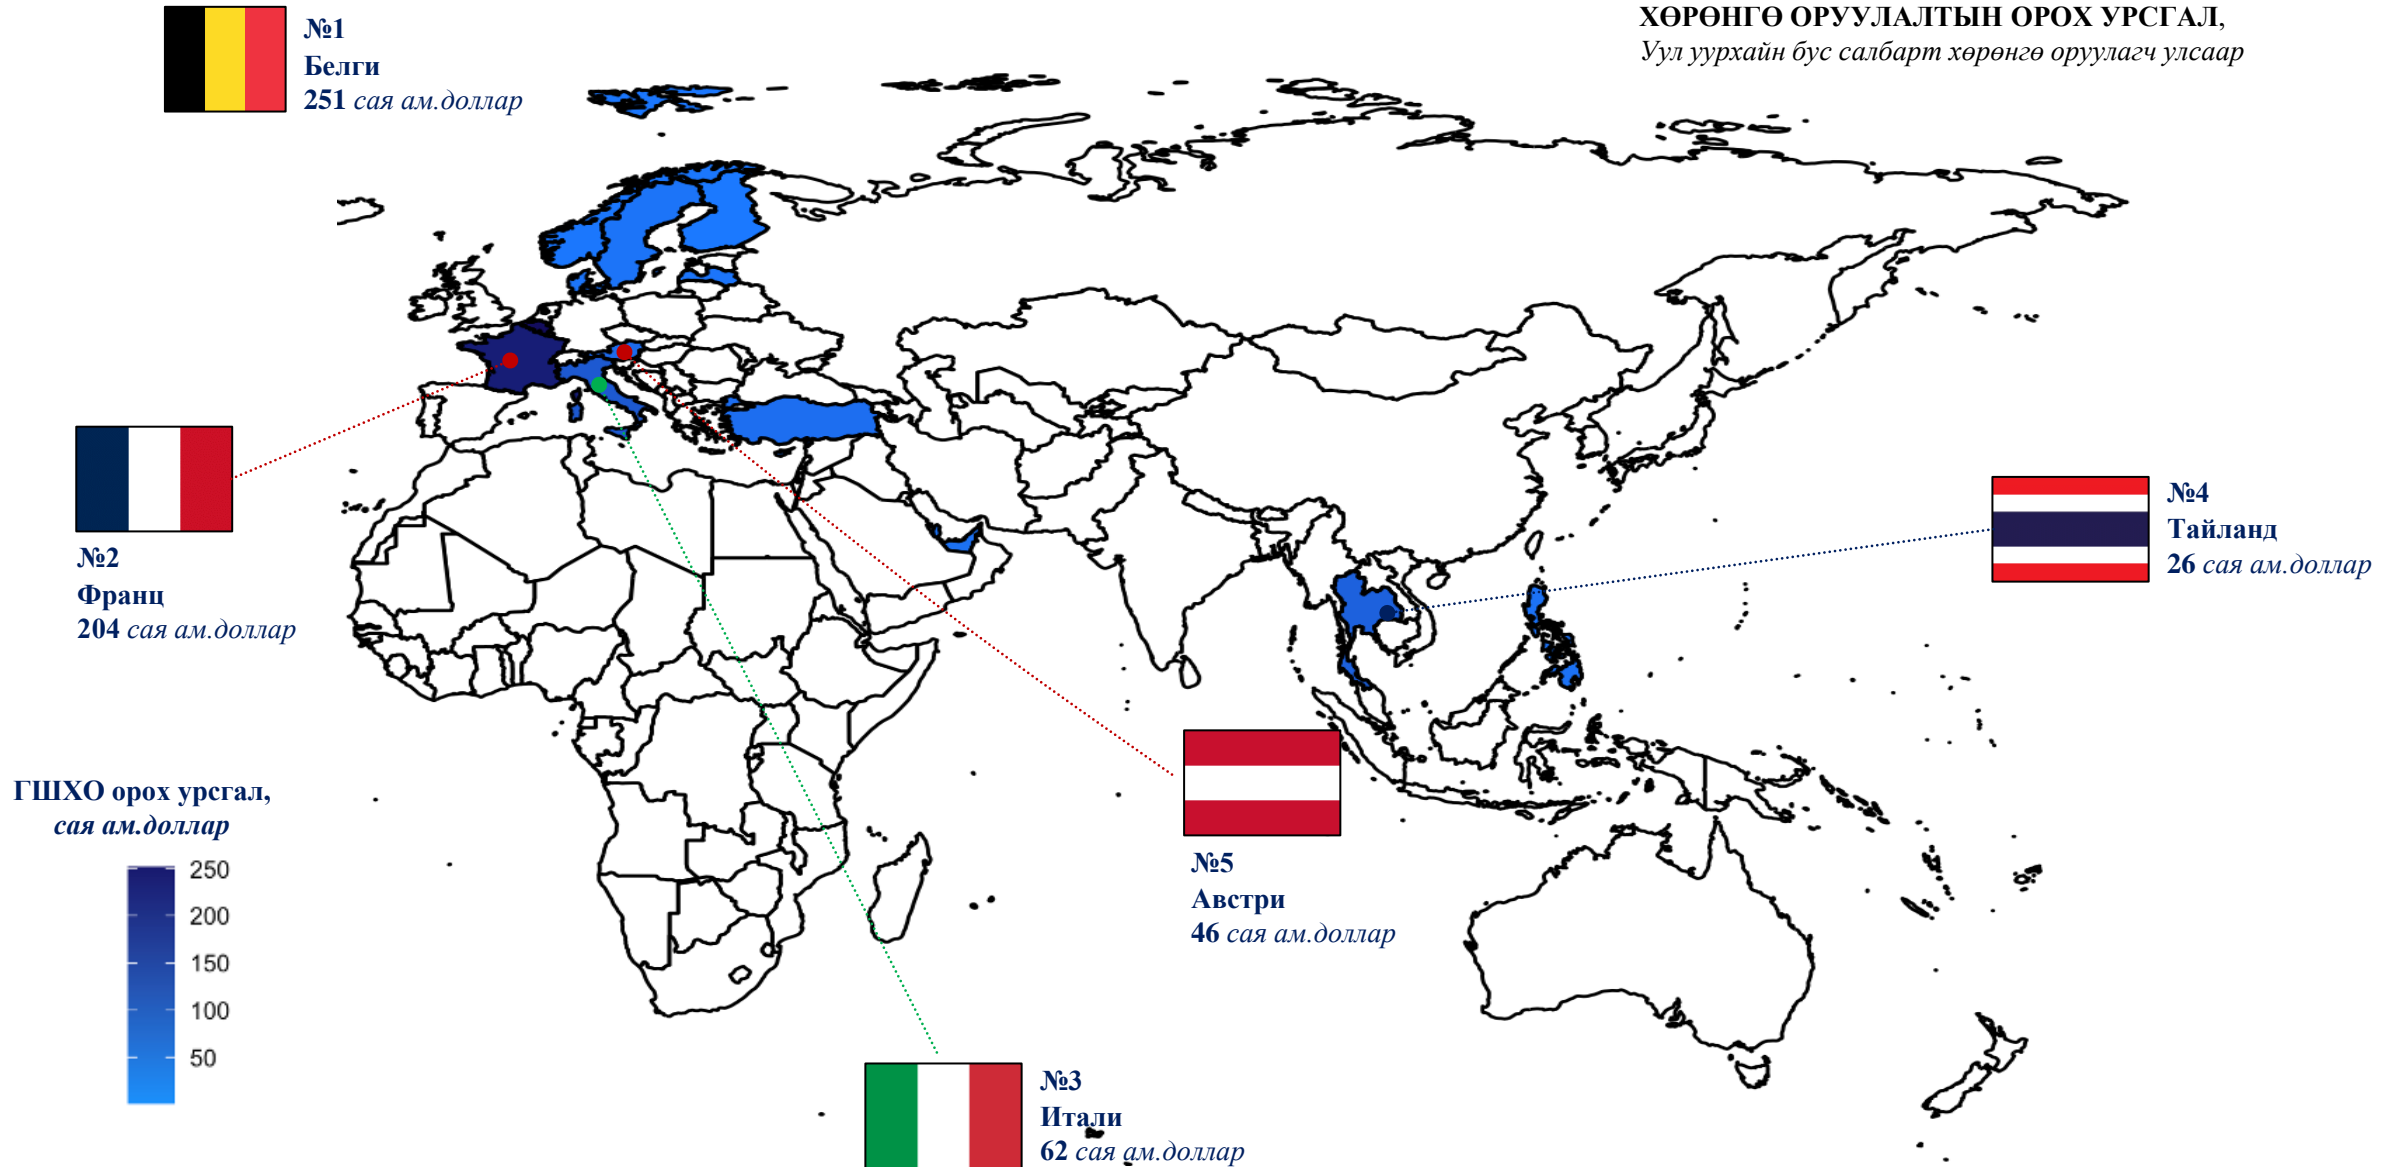 ХӨРӨНГӨ ОРУУЛАЛТЫН ОРОХ УРСГАЛ,
Уул уурхайн бус салбарт хөрөнгө оруулагч улсаар
№1
Белги
251 сая ам.доллар
№2
Франц
204 сая ам.доллар
№4
Тайланд
26 сая ам.доллар
№5
Австри
46 сая ам.доллар
ГШХО орох урсгал,
сая ам.доллар
250
200
150
100
50
№3
Итали
62 сая ам.доллар